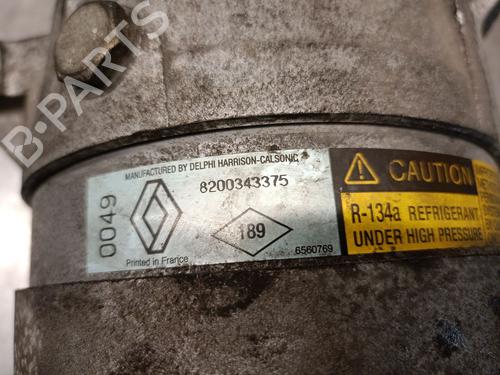 B-PARTS
MANUFACTURED BY DELPHI HARRISON-CALSONIC
0049
8200343375
189
Printed in France
6560769
CAUTION
R-134a REFRIGERANT
UNDER HIGH PRESSURE